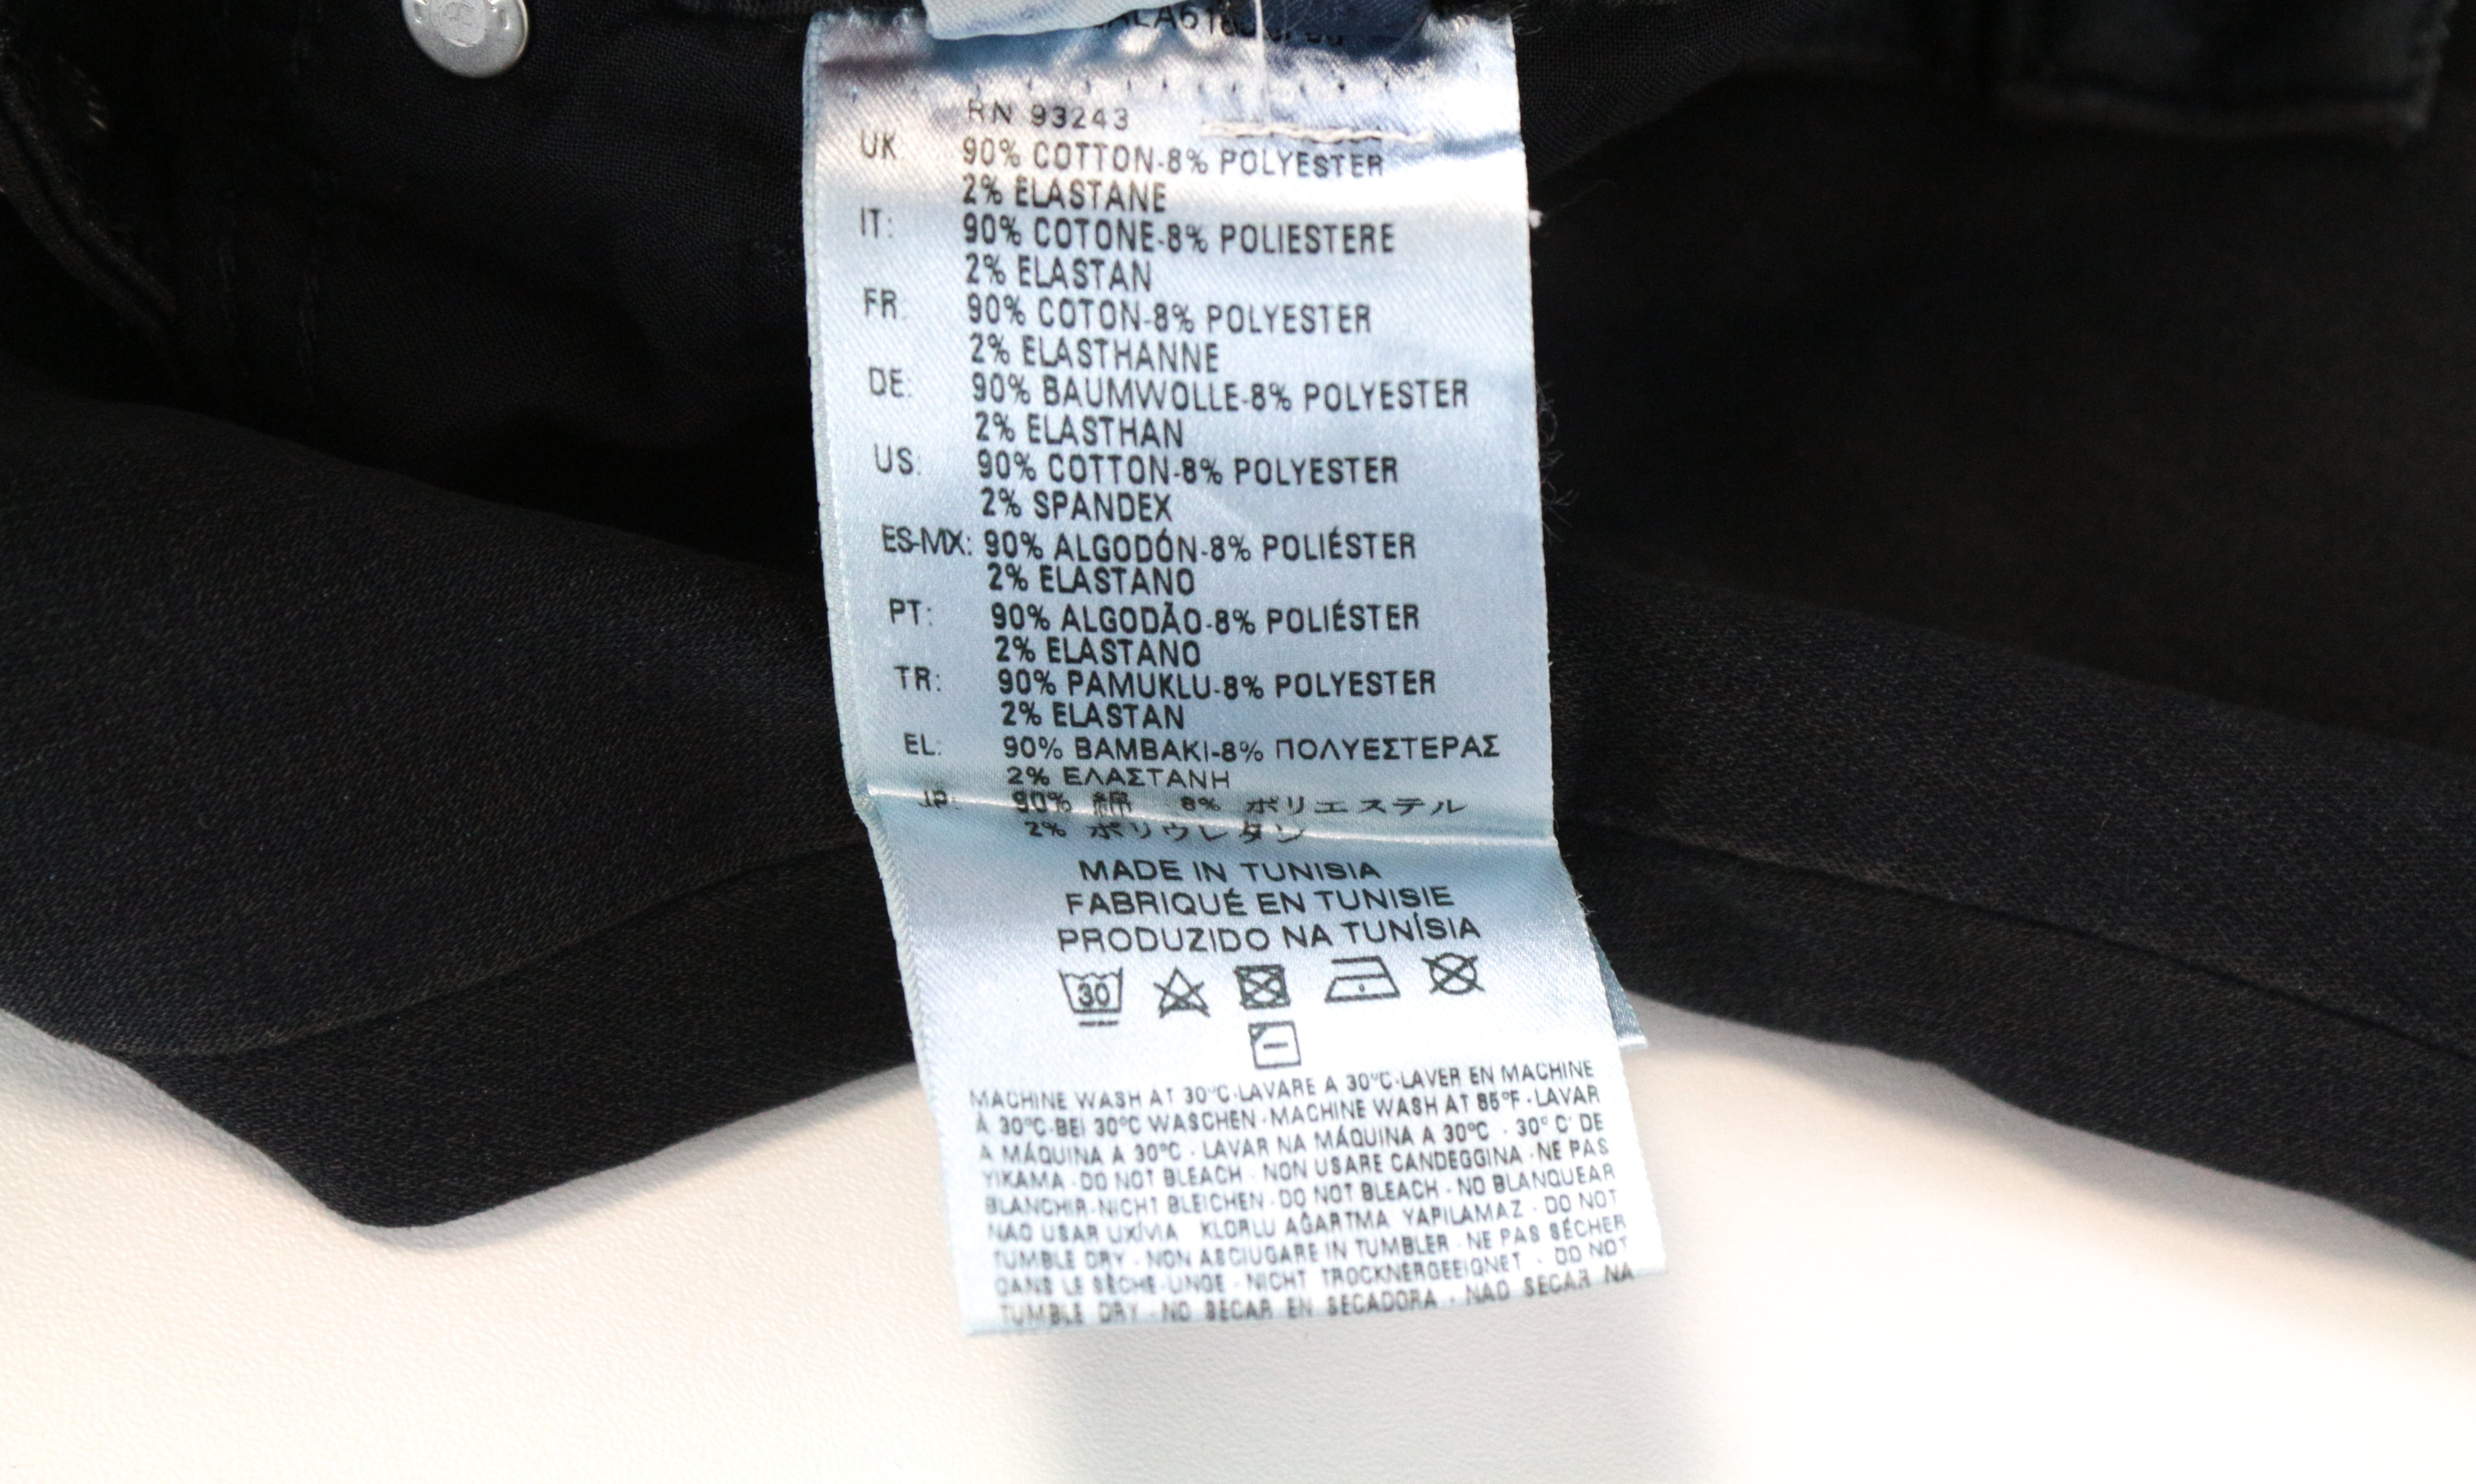 RN 93243
UK: 90% COTTON-8% POLYESTER
2% ELASTANE
IT: 90% COTONE-8% POLIESTERE
2% ELASTAN
FR: 90% COTON-8% POLYESTER
2% ELASTHANNE
DE: 90% BAUMWOLLE-8% POLYESTER
2% ELASTHAN
US: 90% COTTON-8% POLYESTER
2% SPANDEX
ES-MX: 90% ALGODÓN-8% POLIÉSTER
2% ELASTANO
PT: 90% ALGODÃO-8% POLIÉSTER
2% ELASTANO
TR: 90% PAMUKLU-8% POLYESTER
2% ELASTAN
EL: 90% ΒΑΜΒΑΚΙ-8% ΠΟΛΥΕΣΤΕΡΑΣ
2% ΕΛΑΣΤΑΝΗ
JP: 90% 綿 8% ポリエステル
2% ポリウレタン
MADE IN TUNISIA
FABRIQUÉ EN TUNISIE
PRODUZIDO NA TUNÍSIA
30
MACHINE WASH AT 30°C-LAVARE A 30°C-LAVER EN MACHINE
À 30°C-BEI 30°C WASCHEN - MACHINE WASH AT 85°F - LAVAR
A MÁQUINA A 30°C - LAVAR NA MÁQUINA A 30°C - 30° C' DE
YIKAMA - DO NOT BLEACH - NON USARE CANDEGGINA - NE PAS
BLANCHIR-NICHT BLEICHEN - DO NOT BLEACH - NO BLANQUEAR
NAO USAR LIXÍVIA KLORLU AĞARTMA YAPILAMAZ - DO NOT
TUMBLE DRY - NON ASCIUGARE IN TUMBLER - NE PAS SÉCHER
DANS LE SÈCHE-LINGE - NICHT TROCKNERGEEIGNET - DO NOT
TUMBLE DRY - NO SECAR EN SECADORA - NAO SECAR NA